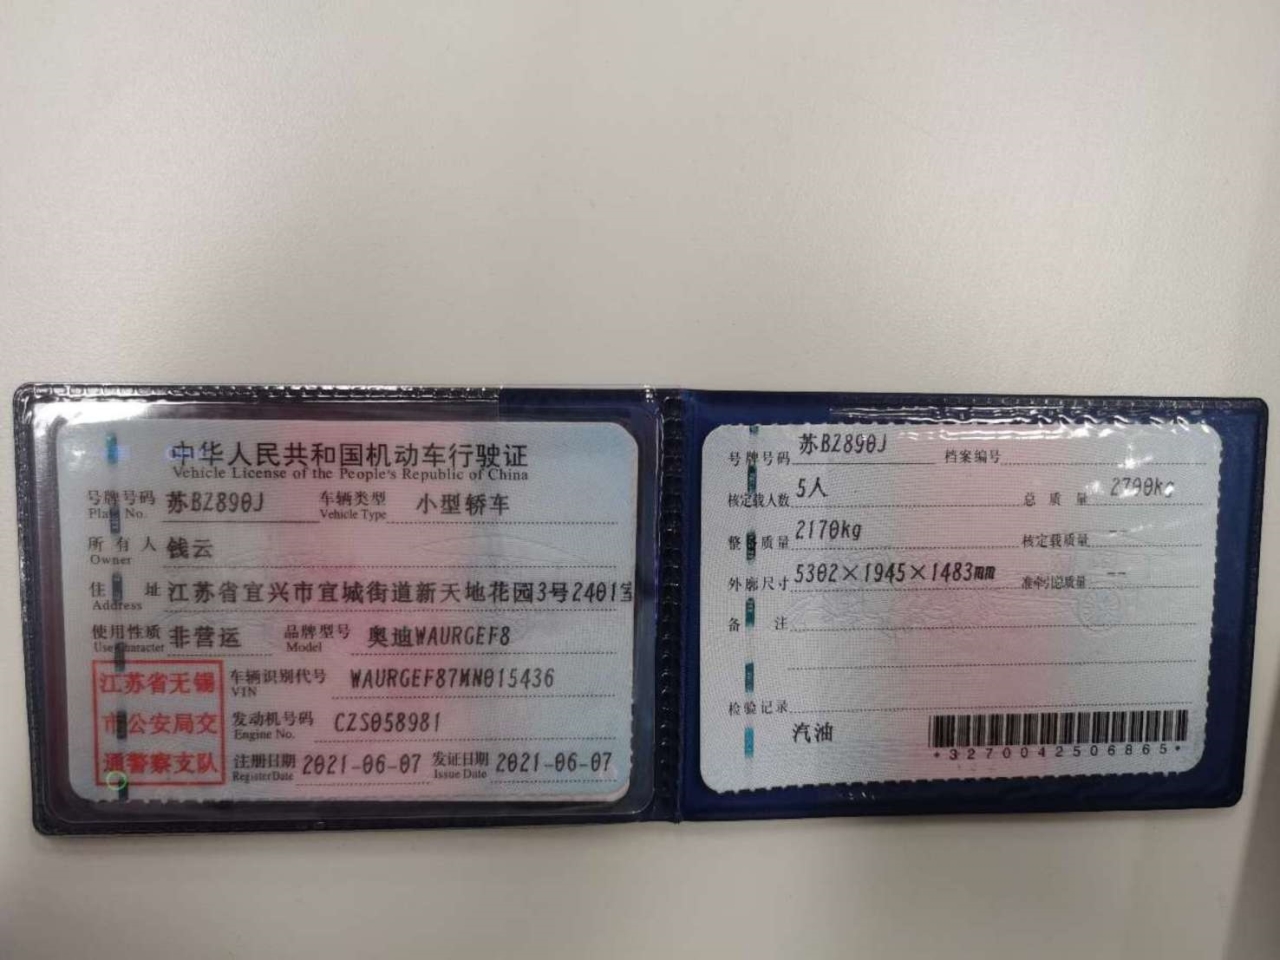 中华人民共和国机动车行驶证
Vehicle License of the People's Republic of China
号牌号码 苏BZ890J 车辆类型 小型轿车
Plate No. Vehicle Type
所有人 钱云
Owner
住址 江苏省宜兴市宜城街道新天地花园3号2401室
Address
使用性质 非营运 品牌型号 奥迪WAURGEF8
Use Character Model
江苏省无锡
市公安局交
通警察支队
车辆识别代号 WAURGEF87MN015436
VIN
发动机号码 CZS058981
Engine No.
注册日期 2021-06-07 发证日期 2021-06-07
Register Date Issue Date
号牌号码 苏BZ890J 档案编号
核定载人数 5人 总质量 2700kg
整备质量 2170kg 核定载质量 --
外廓尺寸 5302×1945×1483mm 准牵引总质量 --
备注
检验记录
汽油
*3270042506865*